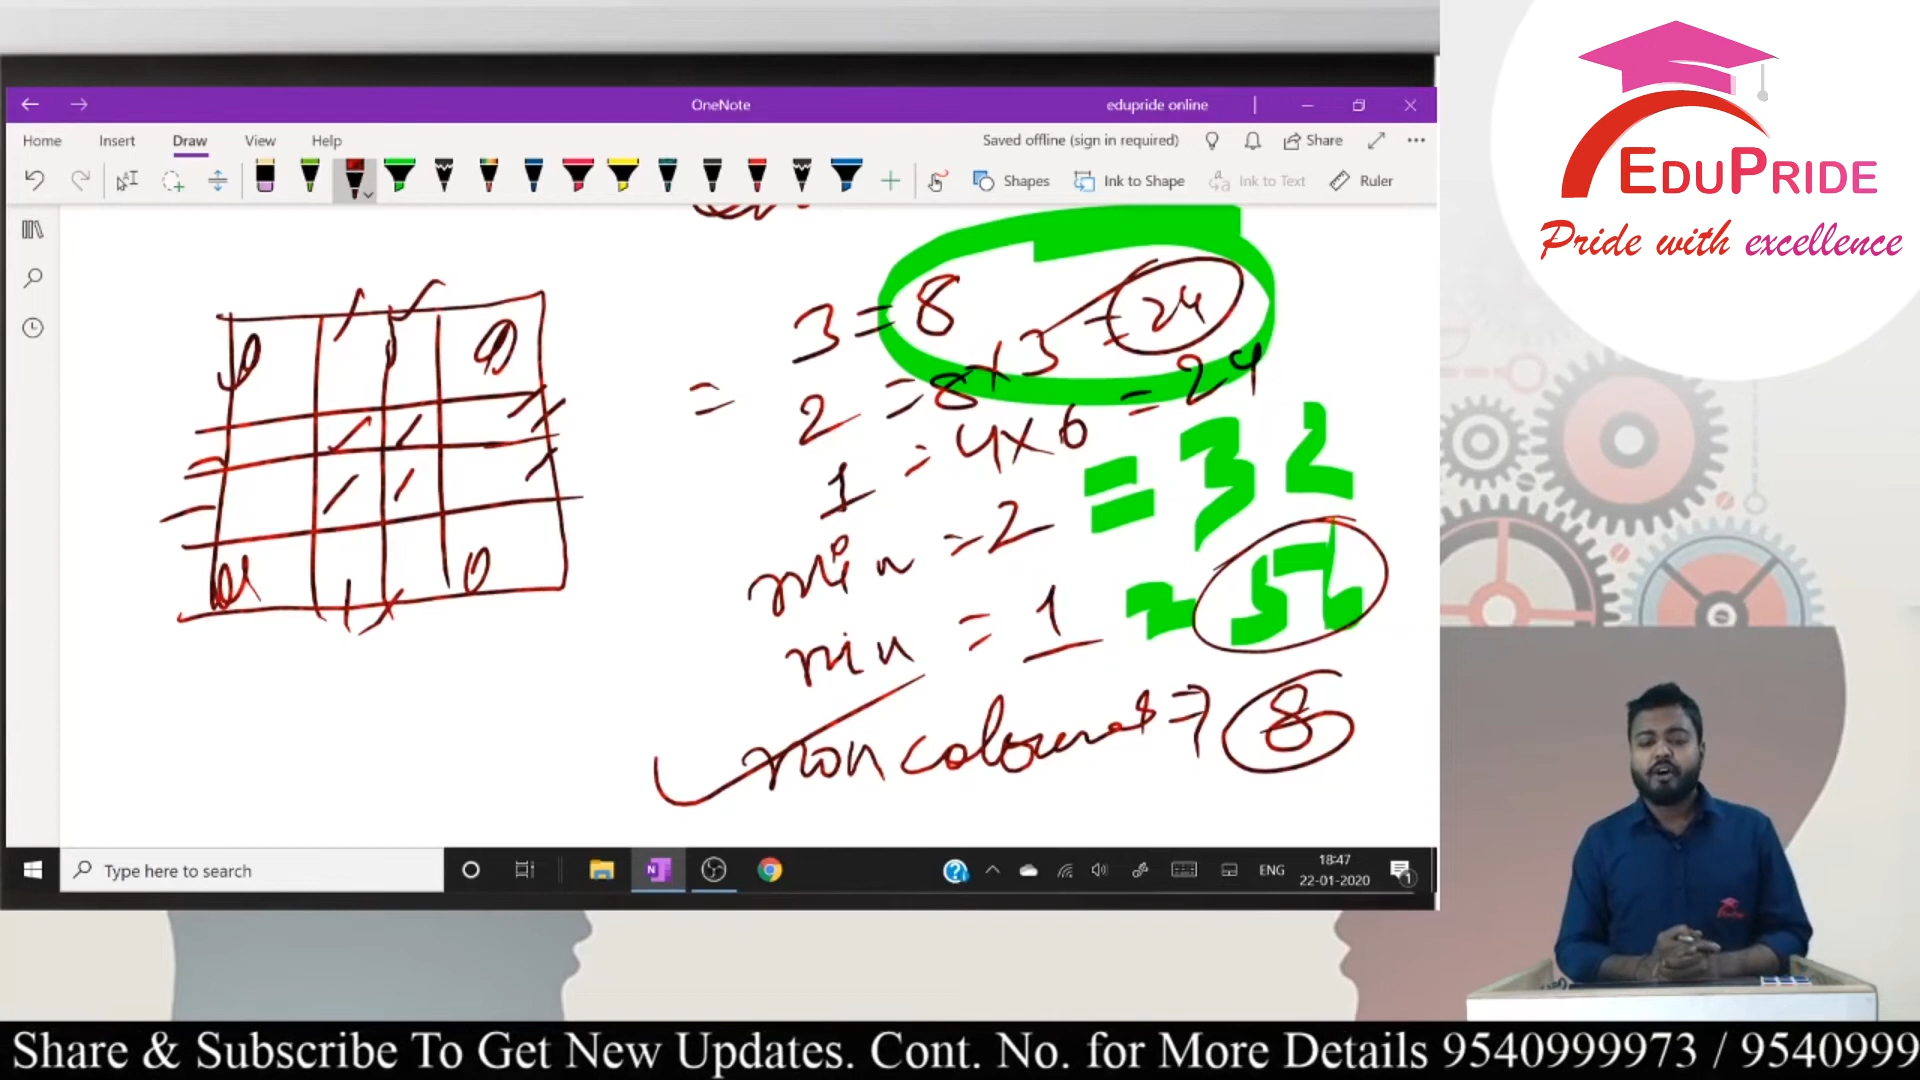 OneNote
edupride online
Home Insert Draw View Help
Saved offline (sign in required)
Share
Shapes
Ink to Shape
Ink to Text
Ruler
EDUPRIDE
Pride with excellence
3 = 8
24
2 = 8 x 3 =
1 = 4 x 6 = 24
min = 2 = 32
min = 1 = 56
non coloured => 8
Type here to search
ENG
18:47
22-01-2020
1
Share & Subscribe To Get New Updates. Cont. No. for More Details 9540999973 / 9540999